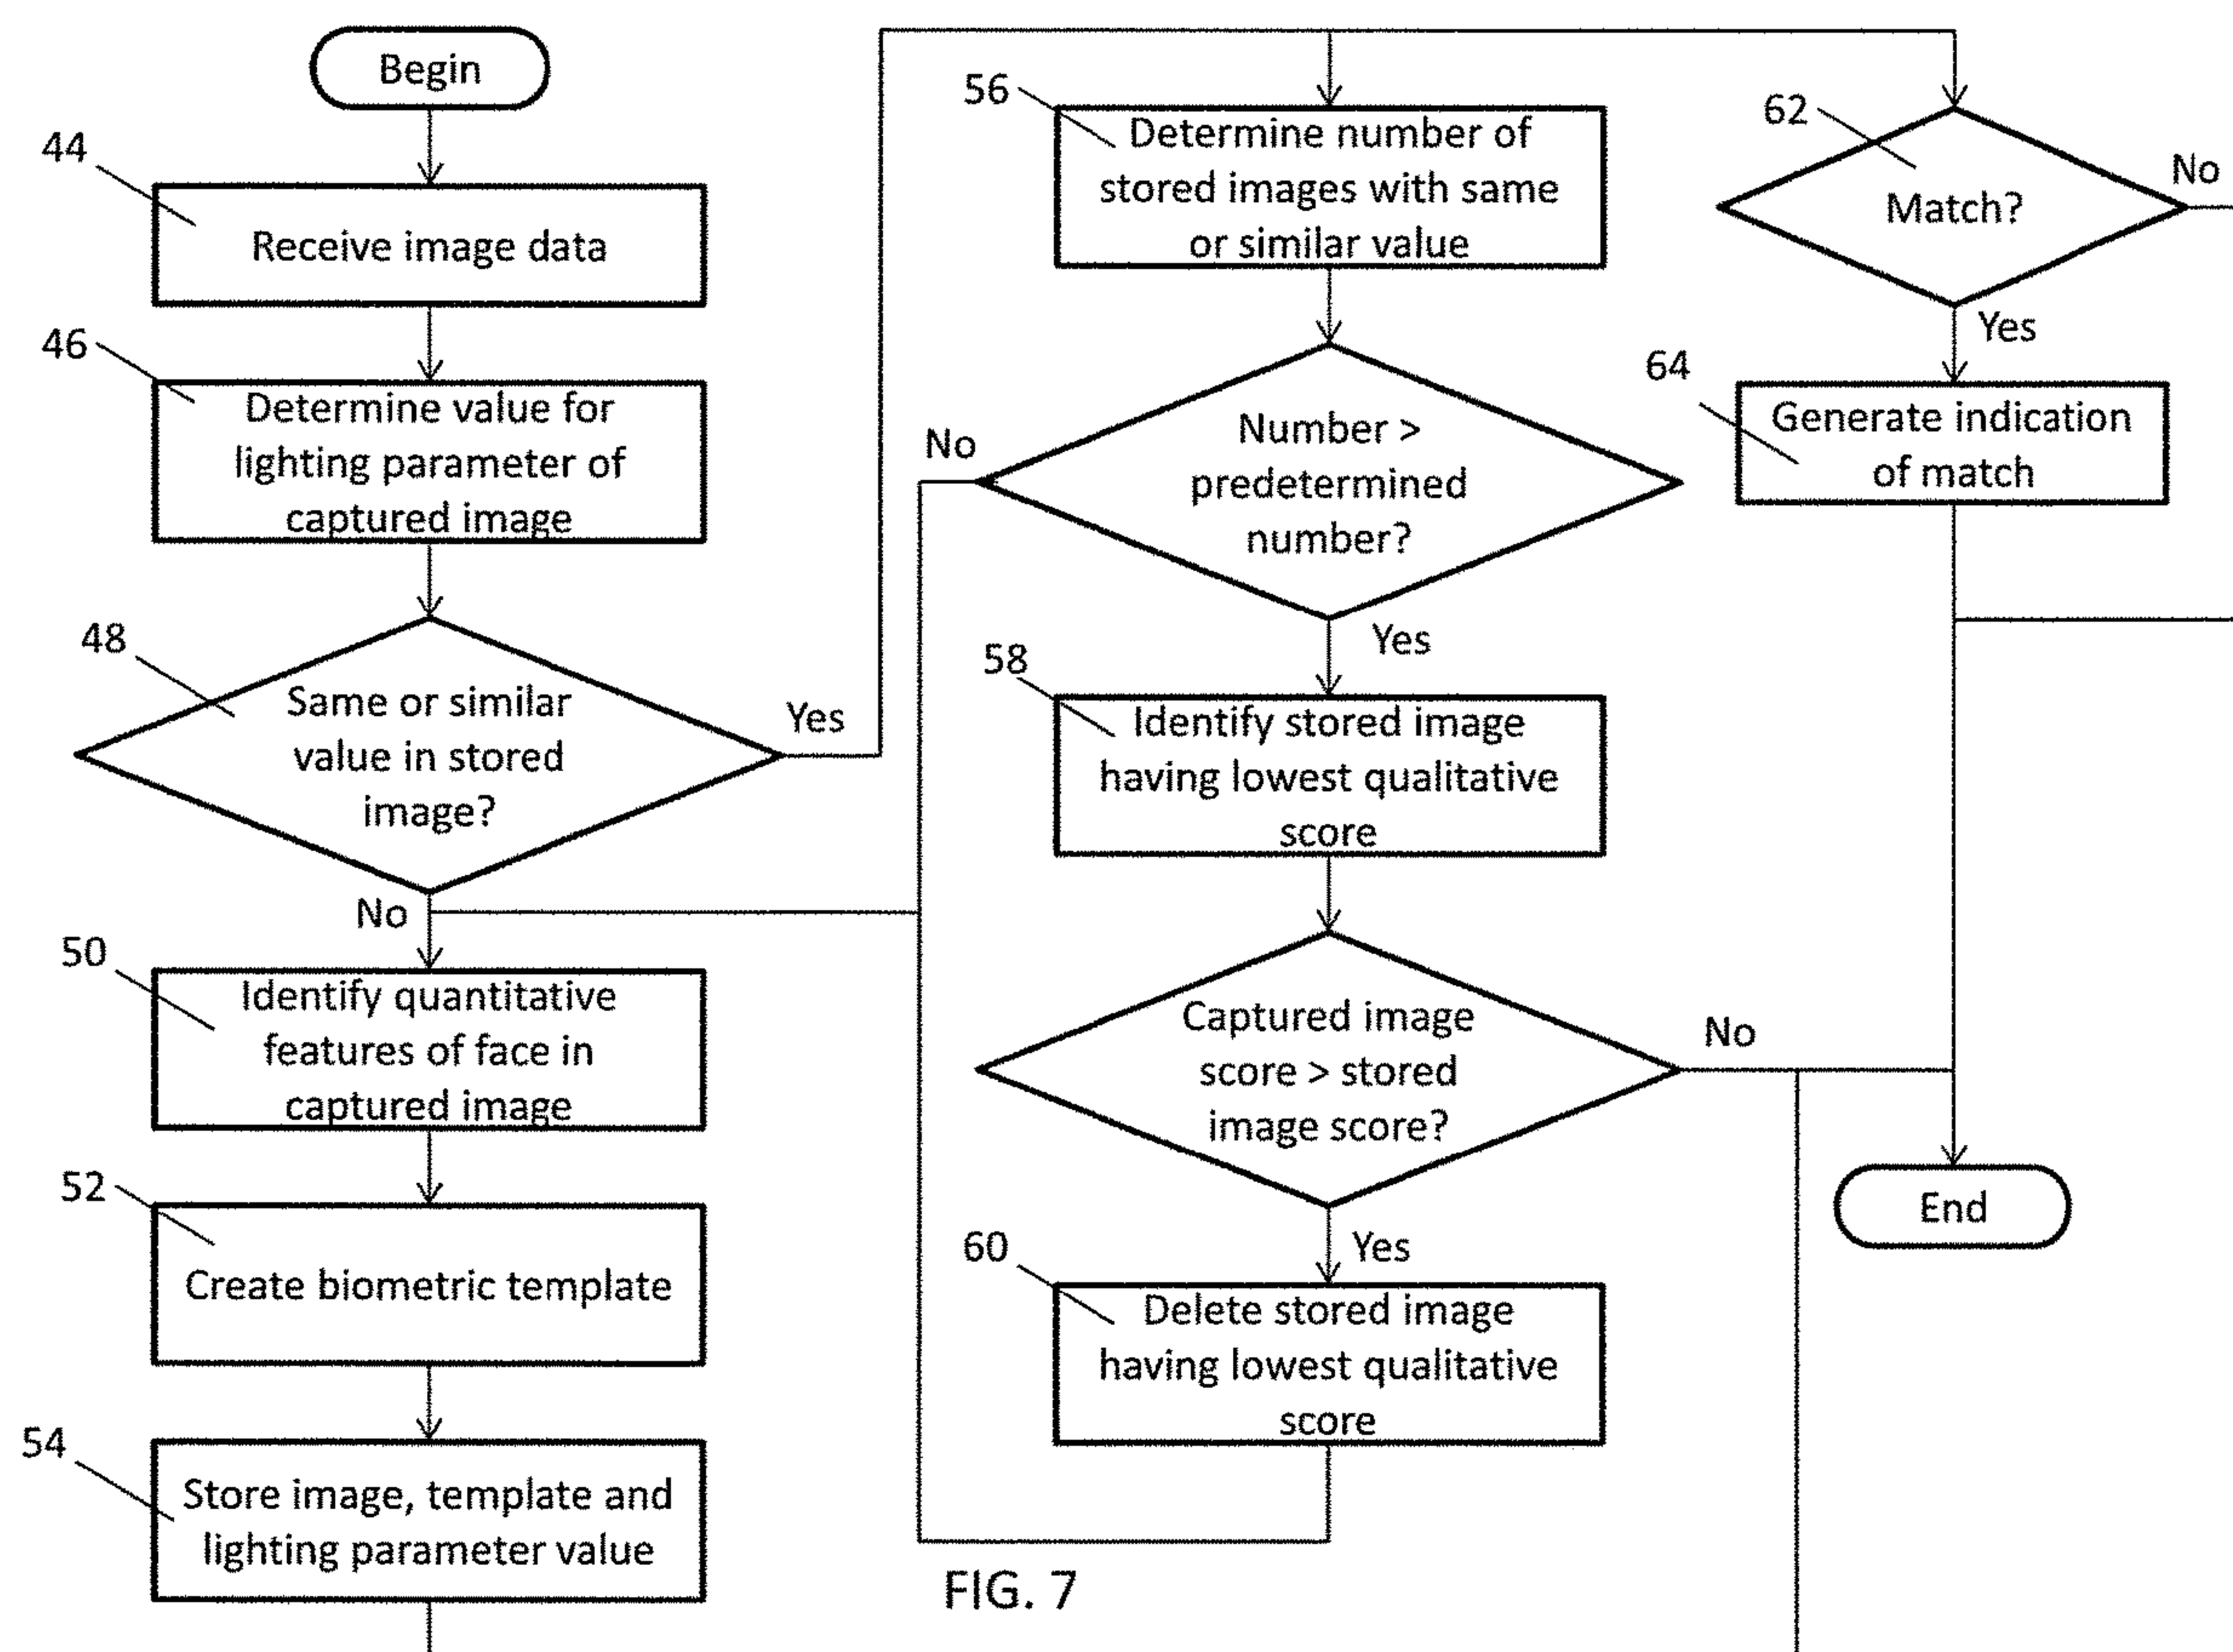 Begin
44
Receive image data
46
Determine value for
lighting parameter of
captured image
48
Same or similar
value in stored
image?
Yes
No
50
Identify quantitative
features of face in
captured image
52
Create biometric template
54
Store image, template and
lighting parameter value
56
Determine number of
stored images with same
or similar value
No
Number >
predetermined
number?
Yes
58
Identify stored image
having lowest qualitative
score
Captured image
score > stored
image score?
No
Yes
60
Delete stored image
having lowest qualitative
score
62
Match?
No
Yes
64
Generate indication
of match
End
FIG. 7